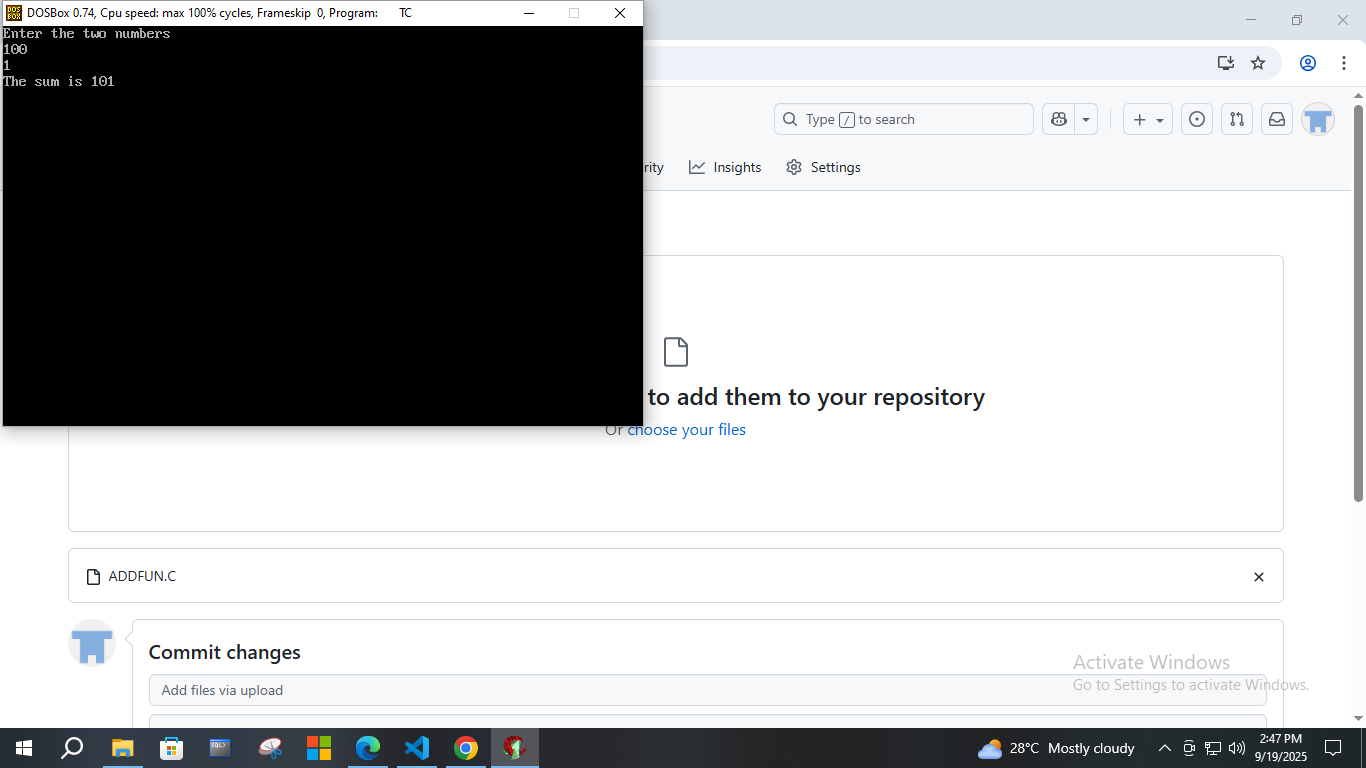 DOSBox 0.74, Cpu speed: max 100% cycles, Frameskip 0, Program: TC
Enter the two numbers
100
1
The sum is 101
Type / to search
rity
Insights
Settings
to add them to your repository
Or choose your files
ADDFUN.C
Commit changes
Add files via upload
Activate Windows
Go to Settings to activate Windows.
28°C Mostly cloudy
2:47 PM
9/19/2025